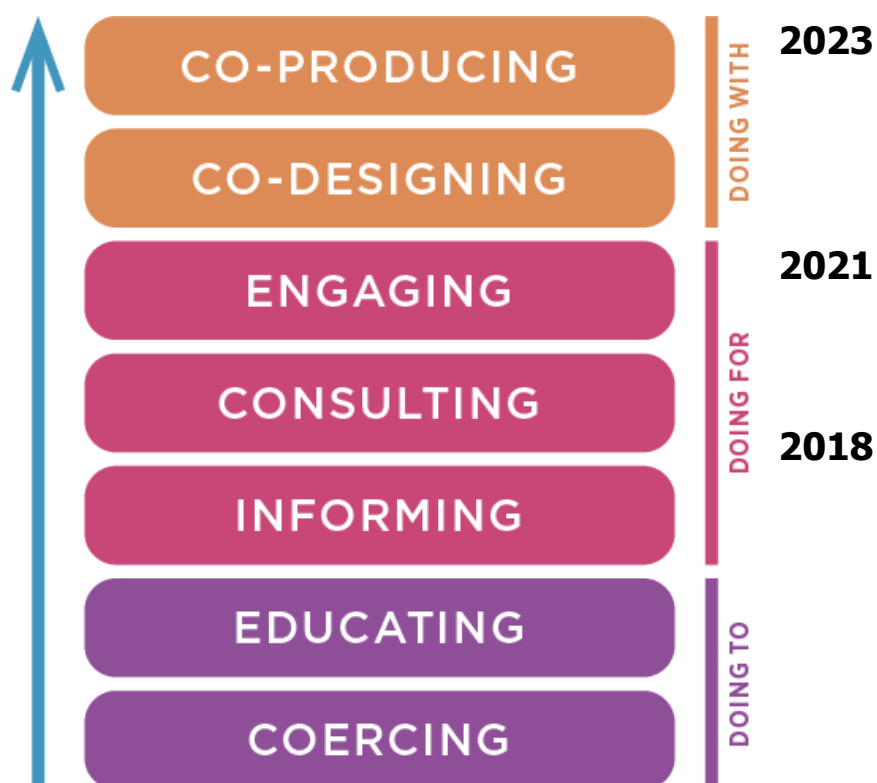 CO-PRODUCING
CO-DESIGNING
DOING WITH
2023
ENGAGING
CONSULTING
INFORMING
DOING FOR
2021
2018
EDUCATING
COERCING
DOING TO